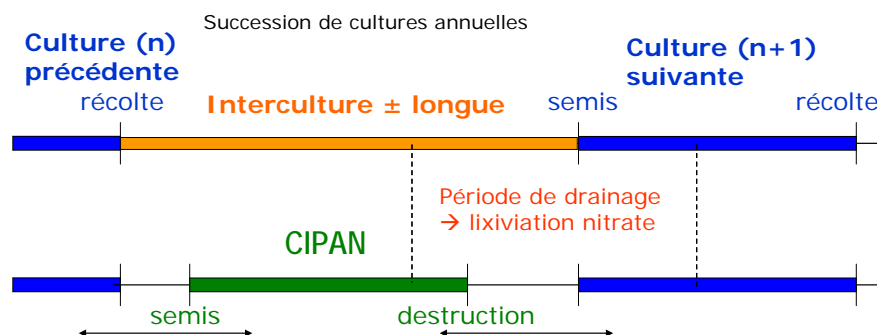 Succession de cultures annuelles
Culture (n)
précédente
Culture (n+1)
suivante
récolte
Interculture ± longue
semis
récolte
Période de drainage
→ lixiviation nitrate
CIPAN
semis
destruction